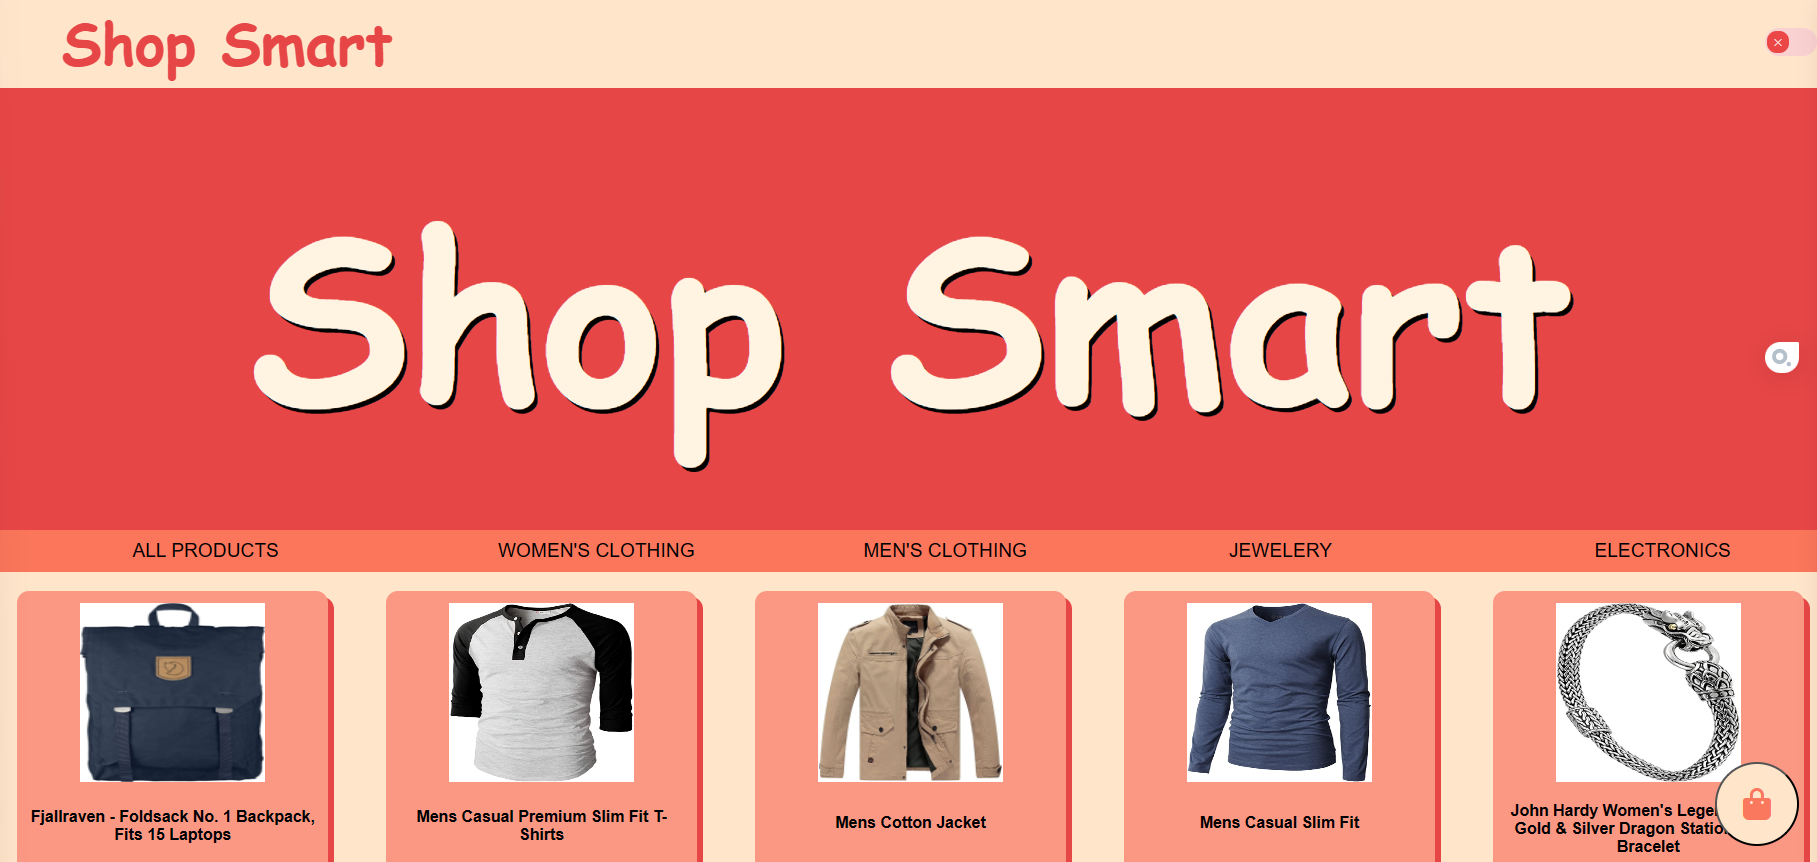 Shop Smart
Shop Smart
ALL PRODUCTS
WOMEN'S CLOTHING
MEN'S CLOTHING
JEWELERY
ELECTRONICS
Fjallraven - Foldsack No. 1 Backpack,
Fits 15 Laptops
Mens Casual Premium Slim Fit T-
Shirts
Mens Cotton Jacket
Mens Casual Slim Fit
John Hardy Women's
Gold & Silver Dragon
Bracelet